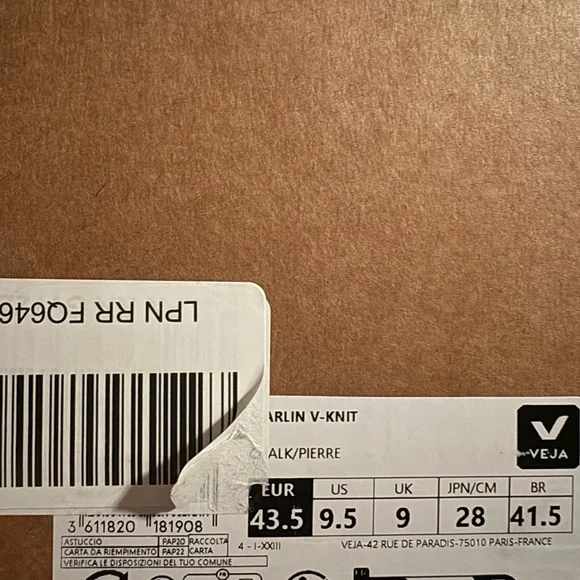 LPN RR FQ646
ARLIN V-KNIT
ALK/PIERRE
VEJA
EUR US UK JPN/CM BR
43.5 9.5 9 28 41.5
3 611820 181908
4 - I-XXIII VEJA-42 RUE DE PARADIS-75010 PARIS-FRANCE
ASTUCCIO PAP20 RACCOLTA
CARTA DA RIEMPIMENTO PAP22 CARTA
VERIFICA LE DISPOSIZIONI DEL TUO COMUNE
FR